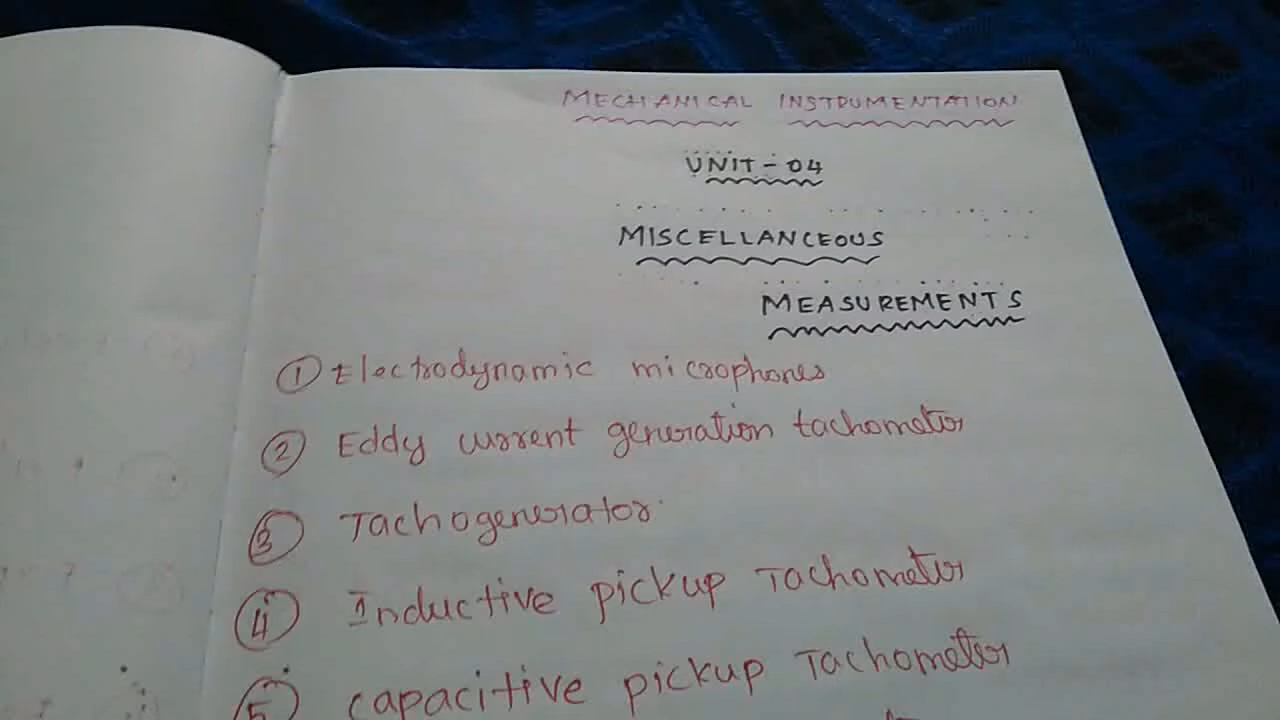 MECHANICAL INSTRUMENTATION
UNIT-04
MISCELLANCEOUS
MEASUREMENTS
① Electrodynamic microphones
② Eddy current generation tachometer
③ Tachogenerator
④ Inductive pickup Tachometer
⑤ capacitive pickup Tachometer